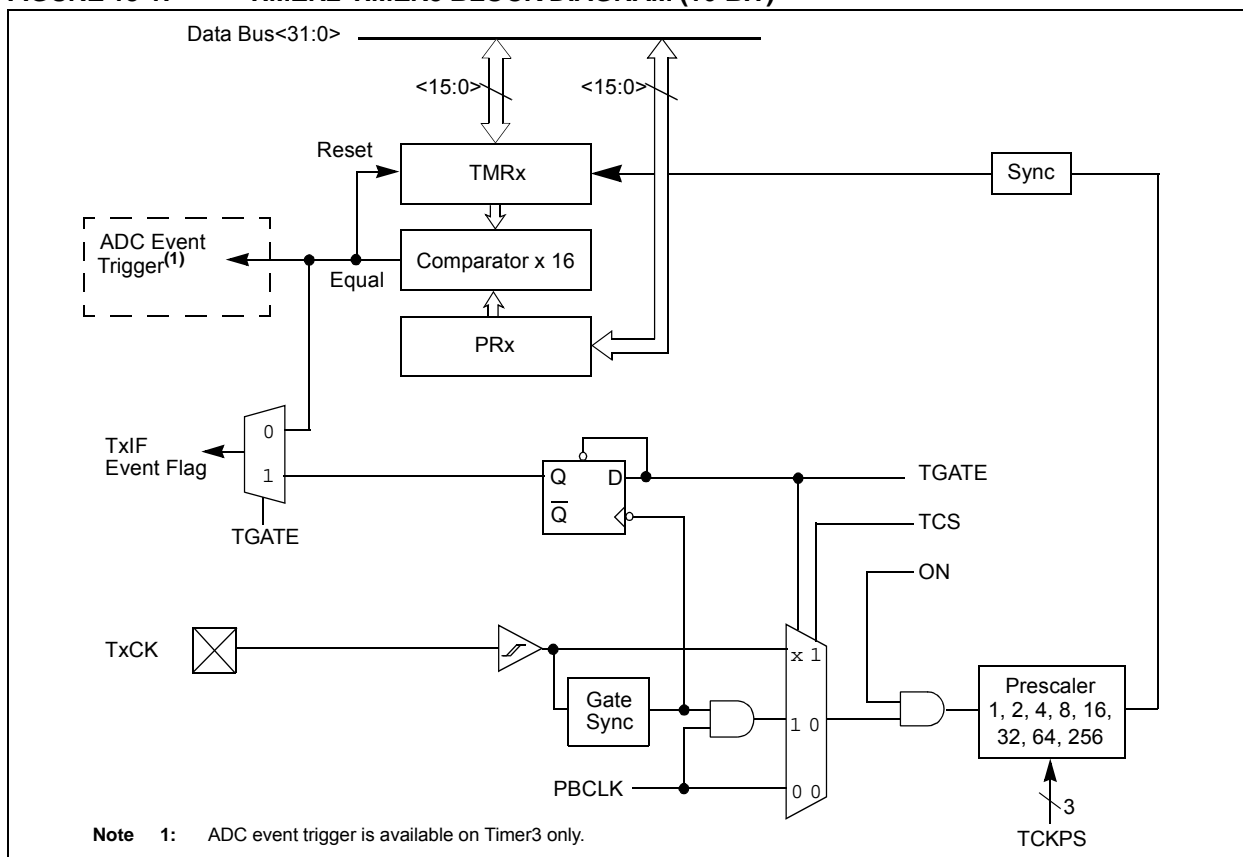 Data Bus<31:0>
<15:0>
<15:0>
Reset
TMRx
Sync
ADC Event
Trigger(1)
Equal
Comparator x 16
PRx
0
TxIF
Event Flag
1
Q
D
Q
TGATE
TGATE
TCS
ON
TxCK
x 1
Gate
Sync
1 0
Prescaler
1, 2, 4, 8, 16,
32, 64, 256
PBCLK
0 0
3
TCKPS
Note 1: ADC event trigger is available on Timer3 only.